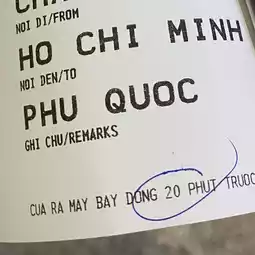 NOI DI/FROM
HO CHI MINH
NOI DEN/TO
PHU QUOC
GHI CHU/REMARKS
CUA RA MAY BAY DONG 20 PHUT TRUOC